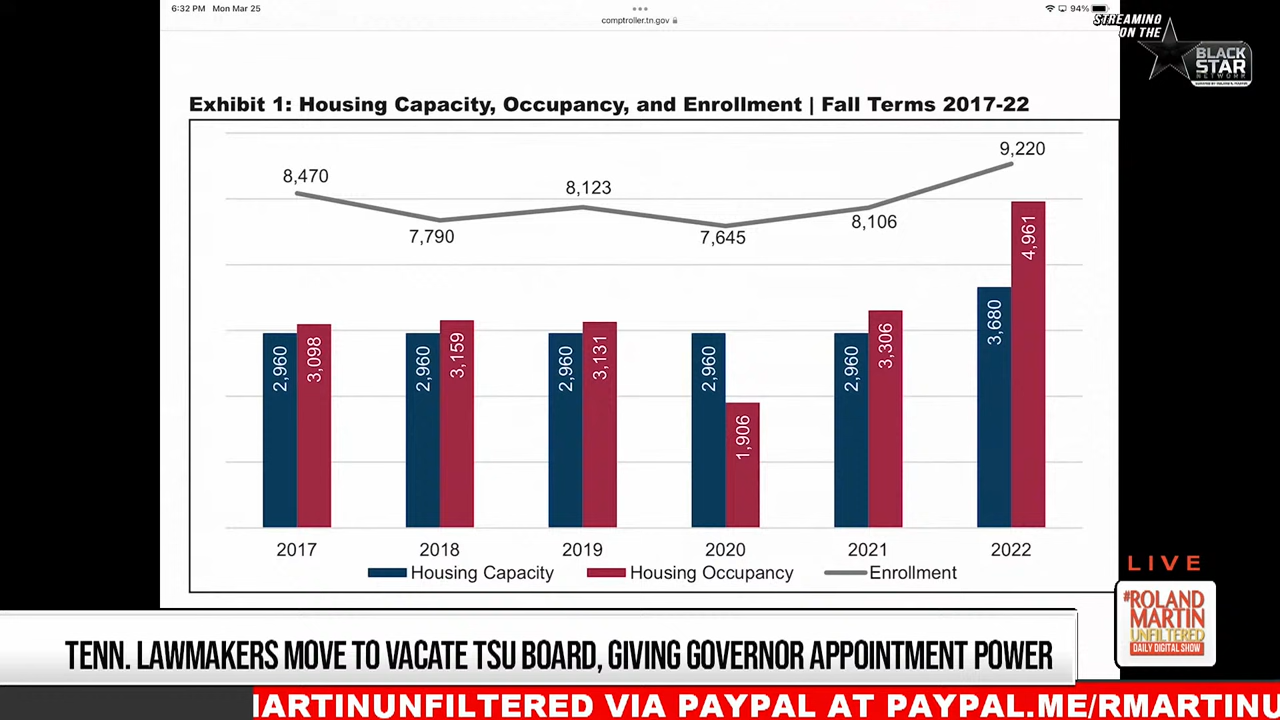 6:32 PM Mon Mar 25
94%
comptroller.tn.gov
STREAMING
ON THE
BLACK
STAR
NETWORK
Exhibit 1: Housing Capacity, Occupancy, and Enrollment | Fall Terms 2017-22
8,470
7,790
8,123
7,645
8,106
9,220
2,960
3,098
2,960
3,159
2,960
3,131
2,960
1,906
2,960
3,306
3,680
4,961
2017 2018 2019 2020 2021 2022
Housing Capacity Housing Occupancy Enrollment
LIVE
#ROLAND
MARTIN
UNFILTERED
DAILY DIGITAL SHOW
TENN. LAWMAKERS MOVE TO VACATE TSU BOARD, GIVING GOVERNOR APPOINTMENT POWER
ARTINUNFILTERED VIA PAYPAL AT PAYPAL.ME/RMARTINU